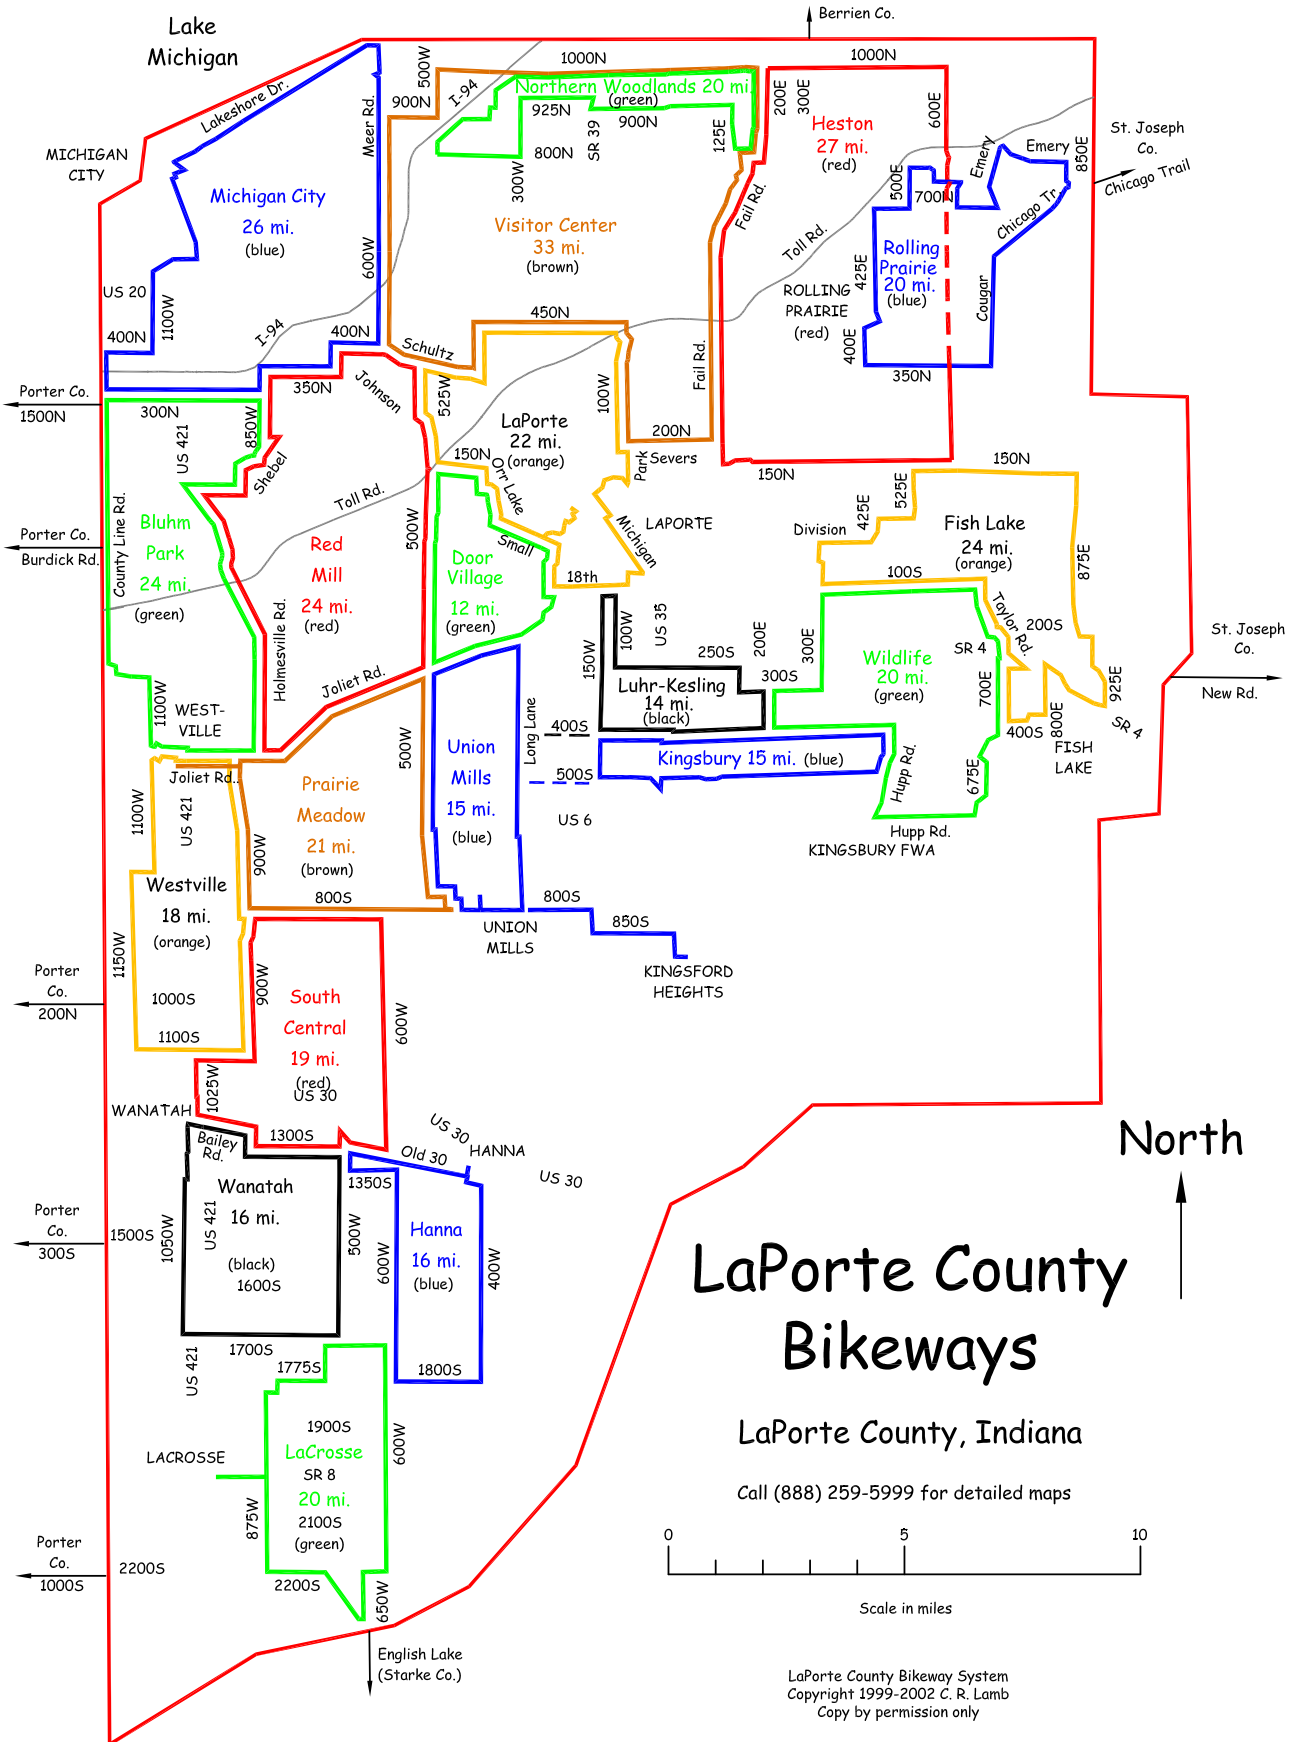 Lake
Michigan
Berrien Co.
1000N
1000N
500W
I-94
900N
Lakeshore Dr.
Meer Rd.
Northern Woodlands 20 mi.
(green)
925N
SR 39
900N
125E
800N
300W
200E
300E
600E
Heston
27 mi.
(red)
Emery
Emery
850E
St. Joseph
Co.
Chicago Trail
MICHIGAN
CITY
Michigan City
26 mi.
(blue)
Visitor Center
33 mi.
(brown)
Fail Rd.
500E
700N
Chicago Tr.
Toll Rd.
Rolling
Prairie
20 mi.
(blue)
425E
ROLLING
PRAIRIE
(red)
Cougar
400E
350N
600W
US 20
1100W
400N
I-94
400N
450N
Schultz
Fail Rd.
Porter Co.
1500N
300N
US 421
850W
350N
Johnson
525W
LaPorte
22 mi.
(orange)
100W
200N
Severs
Park
150N
150N
150N
Shebel
Toll Rd.
Orr Lake
County Line Rd.
Bluhm
Park
24 mi.
(green)
Porter Co.
Burdick Rd.
Red
Mill
24 mi.
(red)
500W
Small
Michigan
LAPORTE
Door
Village
12 mi.
(green)
18th
Division
425E
525E
Fish Lake
24 mi.
(orange)
875E
100S
Taylor Rd.
200S
Holmesville Rd.
Joliet Rd.
100W
US 35
150W
250S
200E
300E
300S
Wildlife
20 mi.
(green)
SR 4
700E
St. Joseph
Co.
New Rd.
925E
SR 4
400S
800E
FISH
LAKE
1100W
WEST-
VILLE
Luhr-Kesling
14 mi.
(black)
Long Lane
400S
500S
Kingsbury 15 mi. (blue)
Hupp Rd.
675E
Hupp Rd.
KINGSBURY FWA
Joliet Rd..
1100W
US 421
Prairie
Meadow
21 mi.
(brown)
500W
Union
Mills
15 mi.
(blue)
US 6
900W
800S
800S
850S
UNION
MILLS
KINGSFORD
HEIGHTS
Westville
18 mi.
(orange)
1150W
1000S
1100S
Porter
Co.
200N
900W
South
Central
19 mi.
(red)
US 30
600W
1025W
WANATAH
1300S
Bailey
Rd.
US 30
HANNA
Old 30
US 30
1350S
Wanatah
16 mi.
(black)
1600S
US 421
1050W
500W
600W
Hanna
16 mi.
(blue)
400W
1800S
Porter
Co.
300S
1500S
1700S
US 421
1775S
1900S
LaCrosse
SR 8
20 mi.
2100S
(green)
600W
LACROSSE
875W
2200S
650W
Porter
Co.
1000S
2200S
English Lake
(Starke Co.)
North
LaPorte County
Bikeways
LaPorte County, Indiana
Call (888) 259-5999 for detailed maps
0 5 10
Scale in miles
LaPorte County Bikeway System
Copyright 1999-2002 C. R. Lamb
Copy by permission only